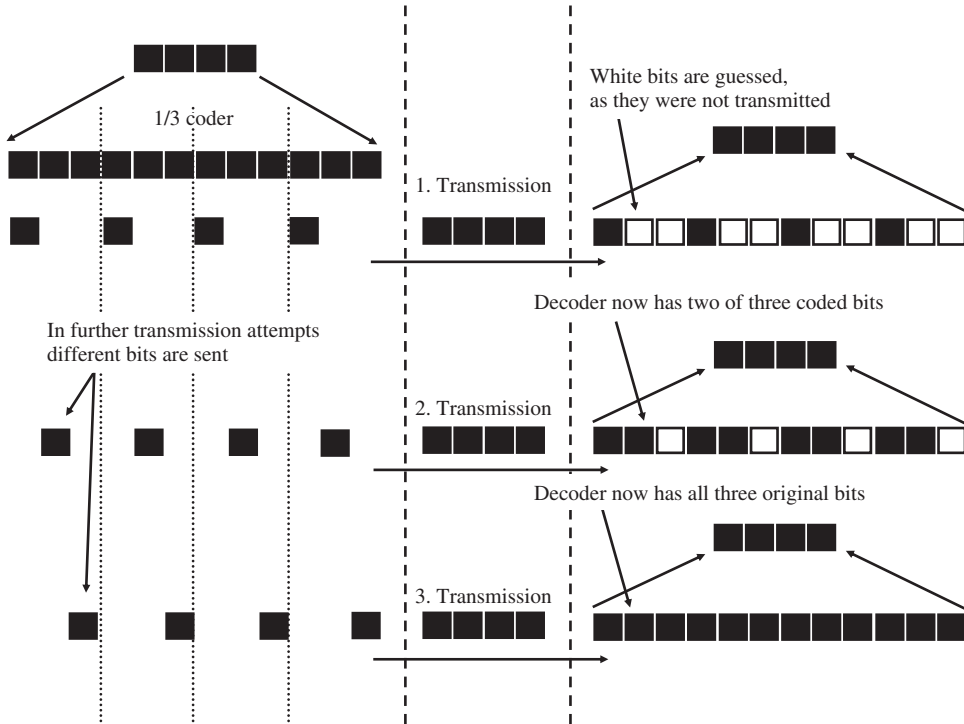 White bits are guessed,
as they were not transmitted
1/3 coder
1. Transmission
Decoder now has two of three coded bits
In further transmission attempts
different bits are sent
2. Transmission
Decoder now has all three original bits
3. Transmission